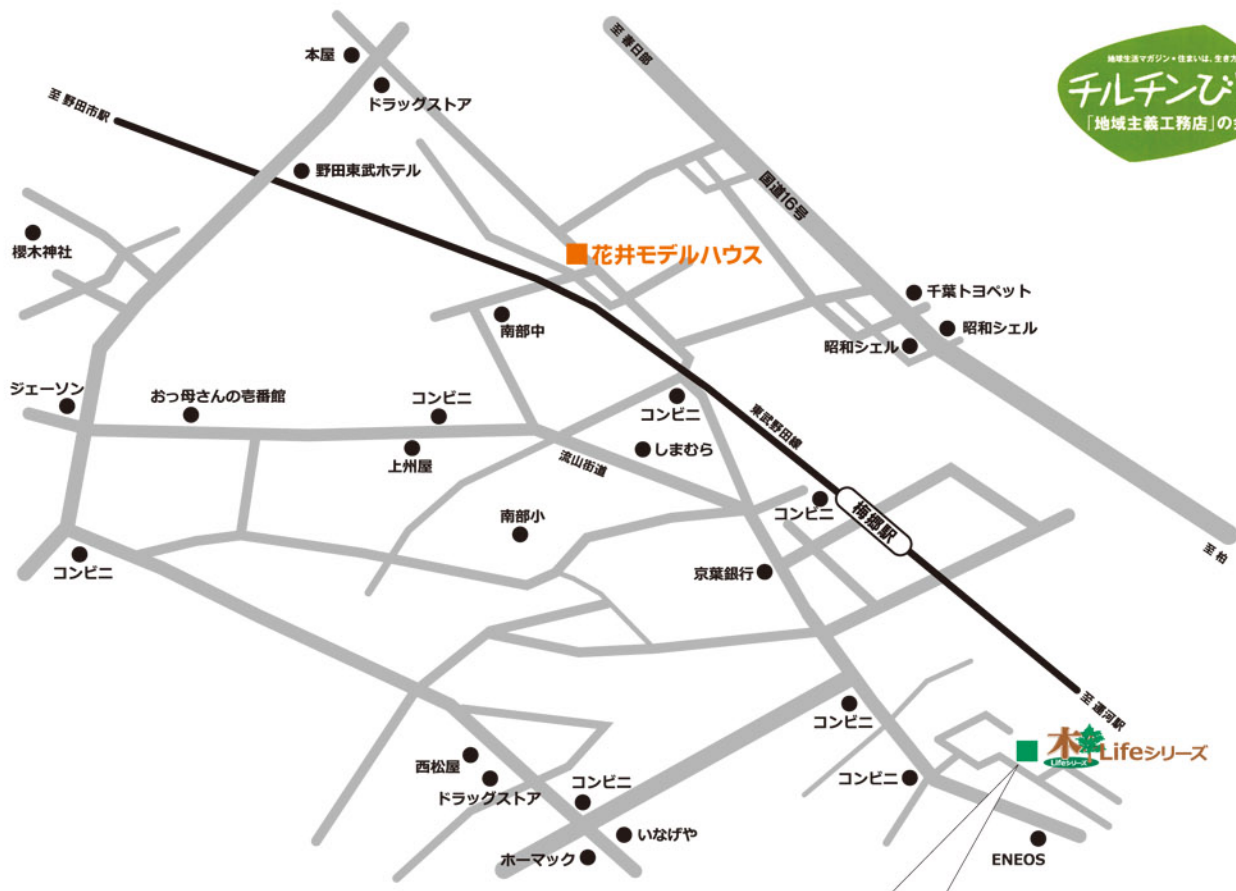 至 春日部
本屋
ドラッグストア
地球生活マガジン・住まいは、生き方
チルチンび
「地域主義工務店」の会
至 野田市駅
野田東武ホテル
国道16号
櫻木神社
花井モデルハウス
千葉トヨペット
昭和シェル
昭和シェル
南部中
ジェーソン
おっ母さんの壱番館
コンビニ
コンビニ
東武野田線
上州屋
流山街道
しまむら
コンビニ
梅郷駅
南部小
至 柏
コンビニ
京葉銀行
至 運河駅
コンビニ
木
Lifeシリーズ
Lifeシリーズ
西松屋
ドラッグストア
コンビニ
コンビニ
いなげや
ホーマック
ENEOS